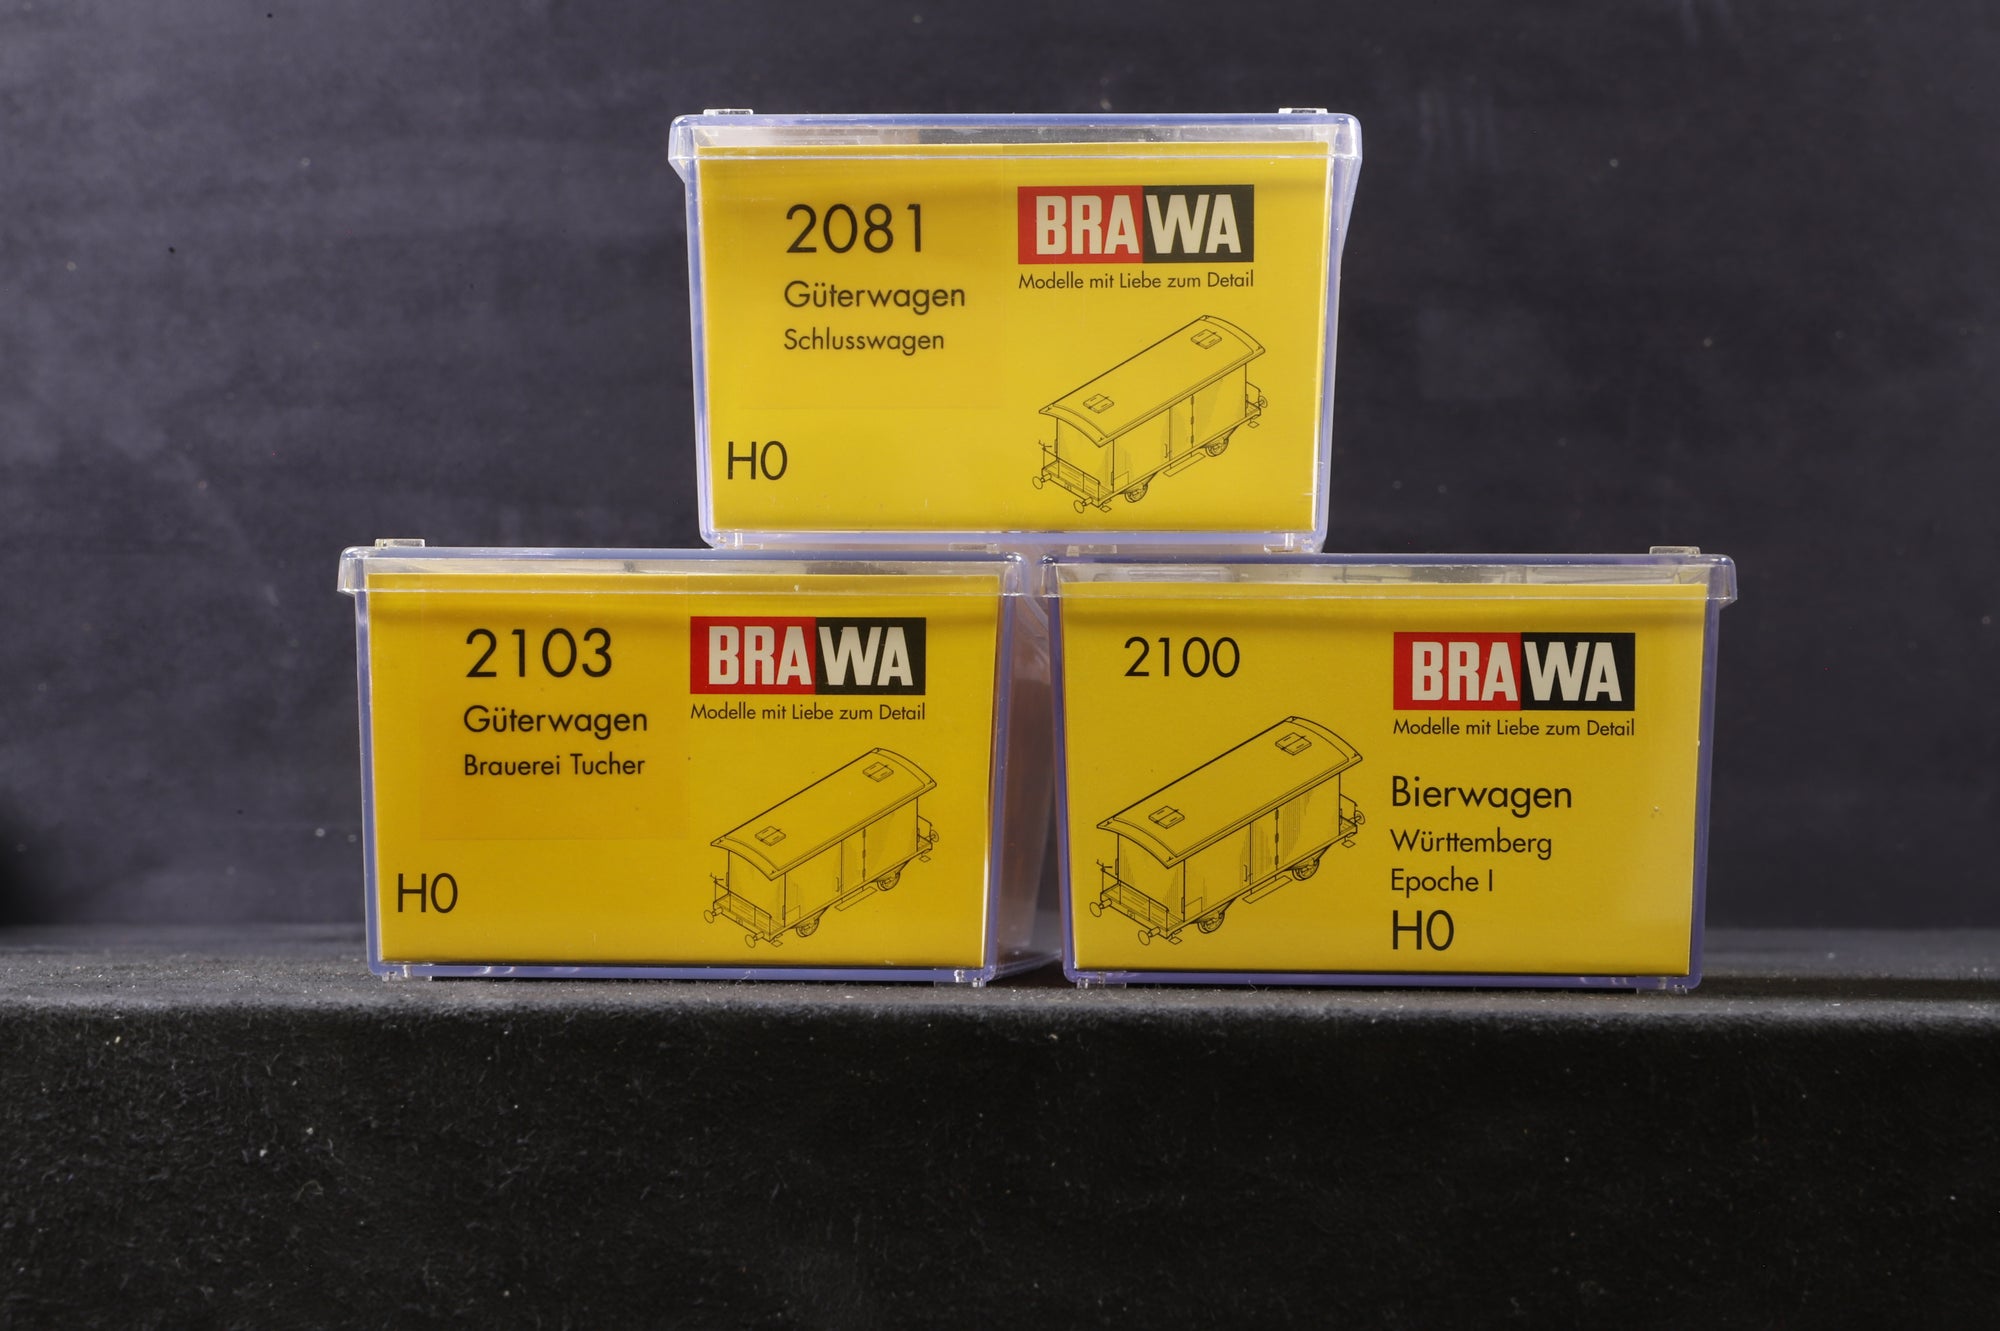 2081
Güterwagen
Schlusswagen
H0
BRAWA
Modelle mit Liebe zum Detail
2103
Güterwagen
Brauerei Tucher
H0
BRAWA
Modelle mit Liebe zum Detail
2100
BRAWA
Modelle mit Liebe zum Detail
Bierwagen
Württemberg
Epoche I
H0